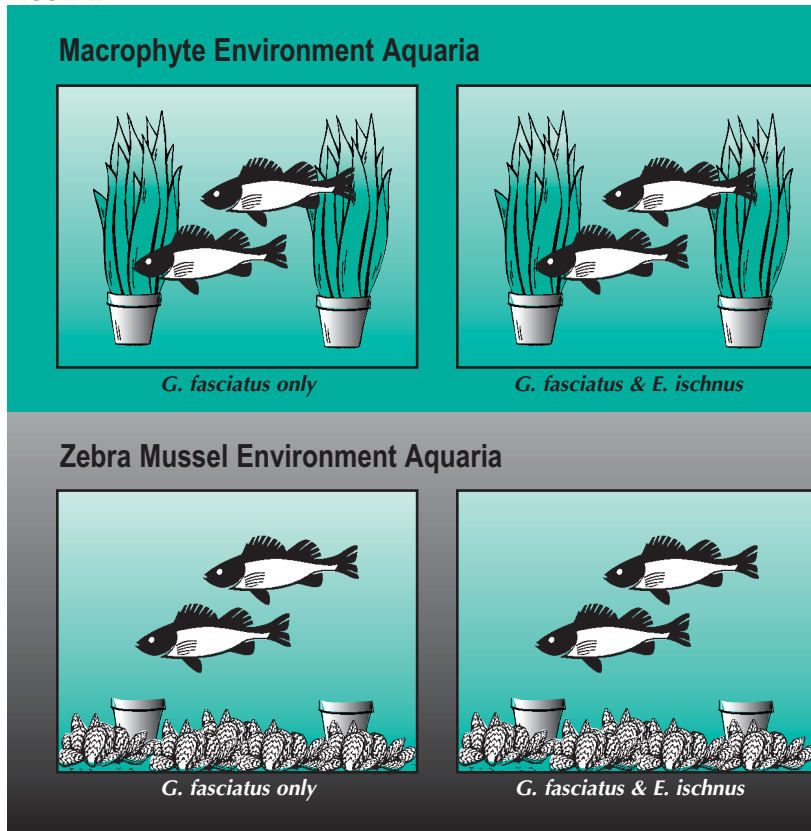 Macrophyte Environment Aquaria
G. fasciatus only
G. fasciatus & E. ischnus
Zebra Mussel Environment Aquaria
G. fasciatus only
G. fasciatus & E. ischnus